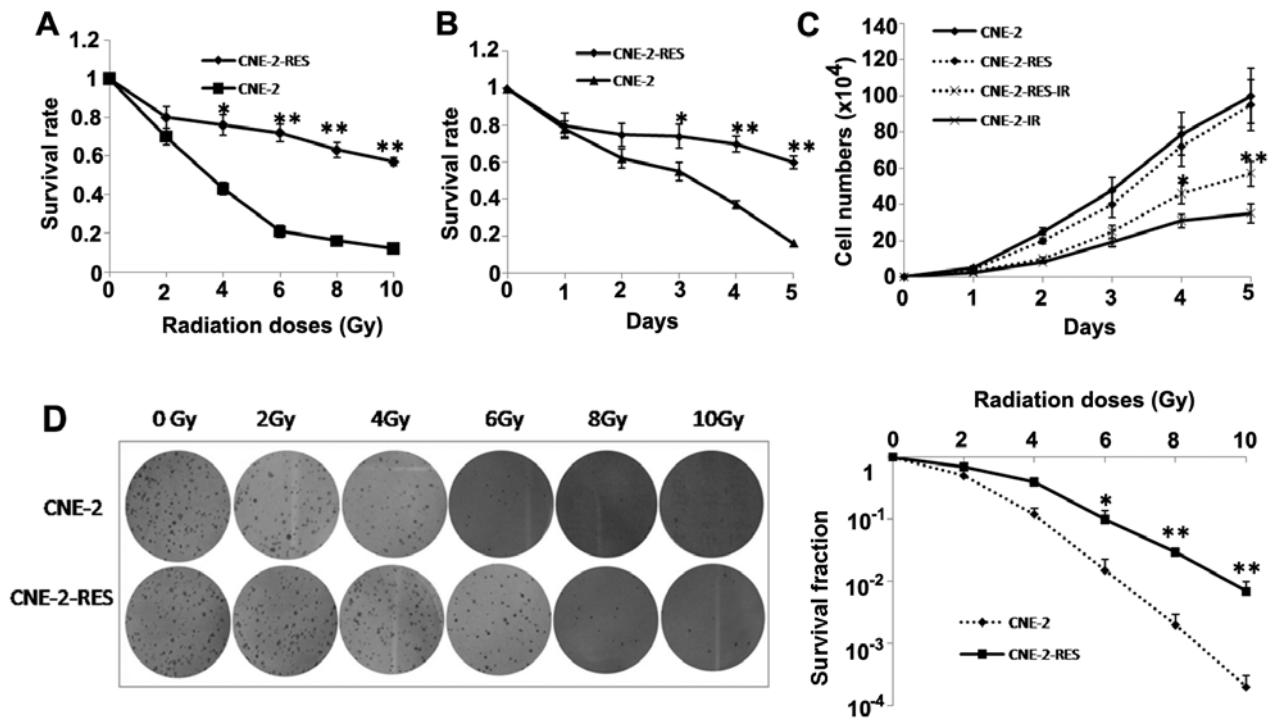 A
CNE-2-RES
CNE-2
1.2
1
0.8
0.6
0.4
0.2
0
*
**
**
**
0 2 4 6 8 10
Survival rate
Radiation doses (Gy)
B
CNE-2-RES
CNE-2
1.2
1
0.8
0.6
0.4
0.2
0
*
**
**
0 1 2 3 4 5
Survival rate
Days
C
CNE-2
CNE-2-RES
CNE-2-RES-IR
CNE-2-IR
140
120
100
80
60
40
20
0
*
**
0 1 2 3 4 5
Cell numbers (x10⁴)
Days
D
0 Gy 2Gy 4Gy 6Gy 8Gy 10Gy
CNE-2
CNE-2-RES
Radiation doses (Gy)
0 2 4 6 8 10
1
10⁻¹
10⁻²
10⁻³
10⁻⁴
*
**
**
CNE-2
CNE-2-RES
Survival fraction